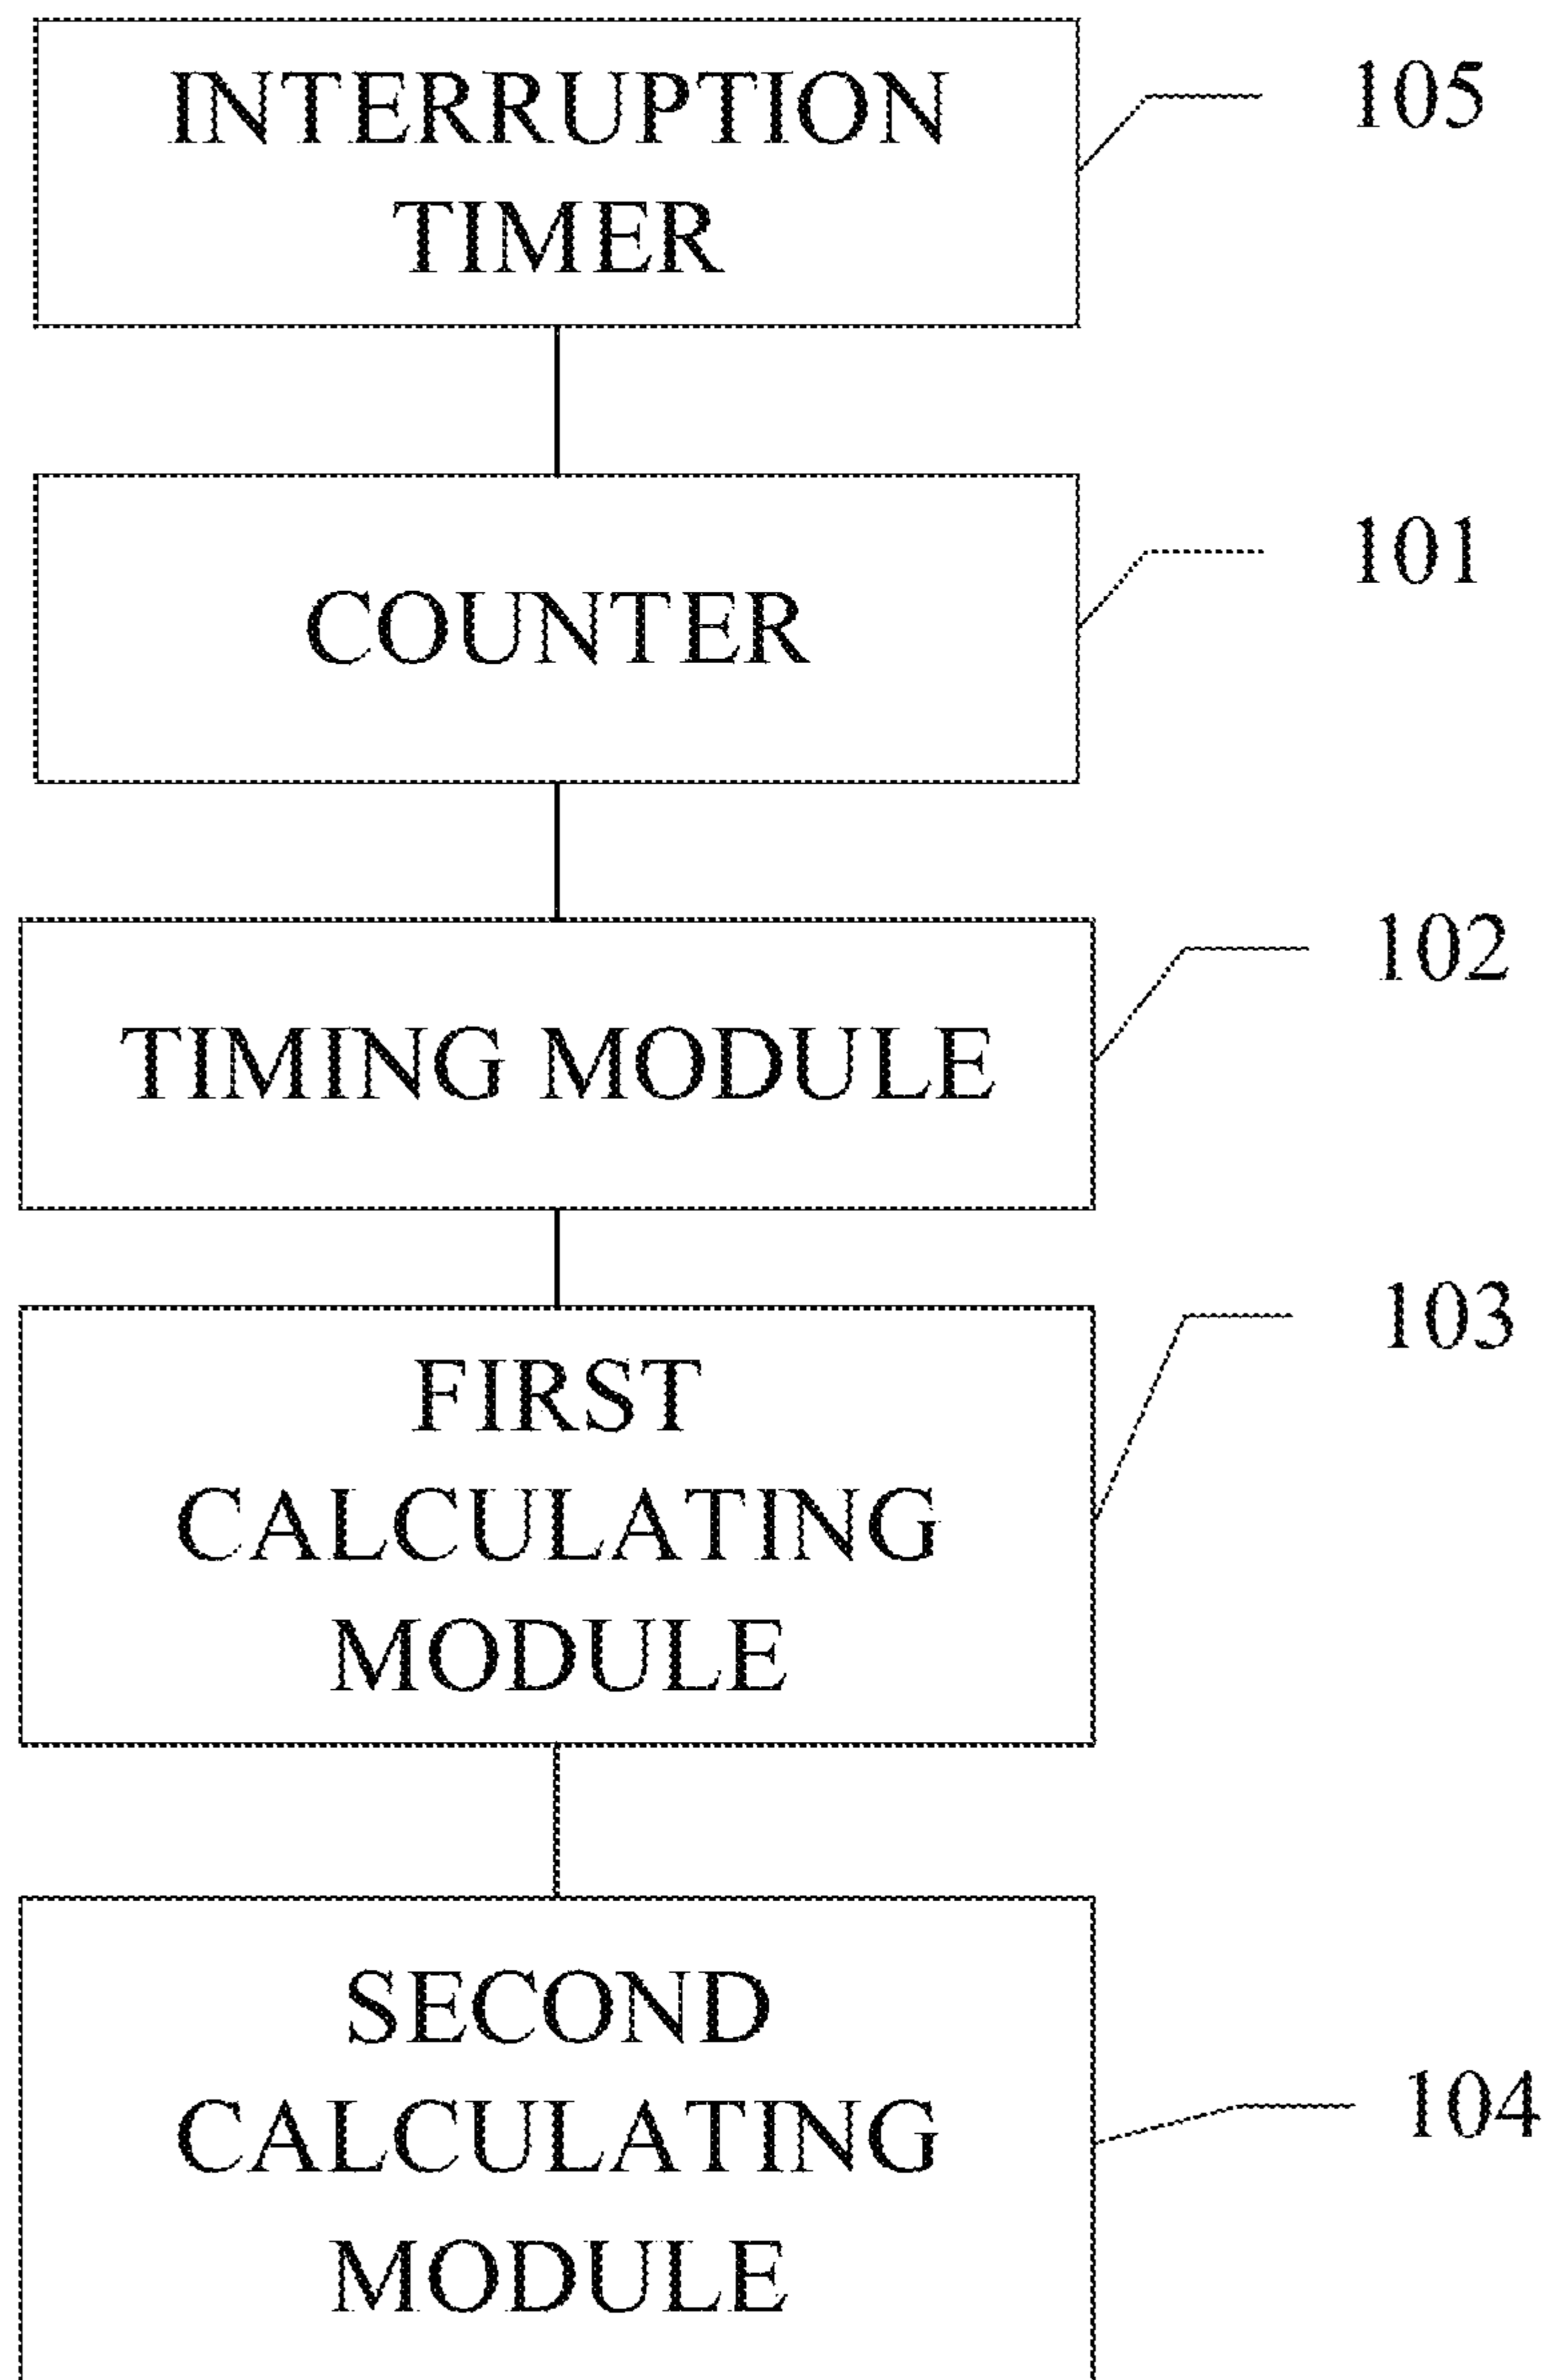 INTERRUPTION
TIMER
105
COUNTER
101
TIMING MODULE
102
FIRST
CALCULATING
MODULE
103
SECOND
CALCULATING
MODULE
104